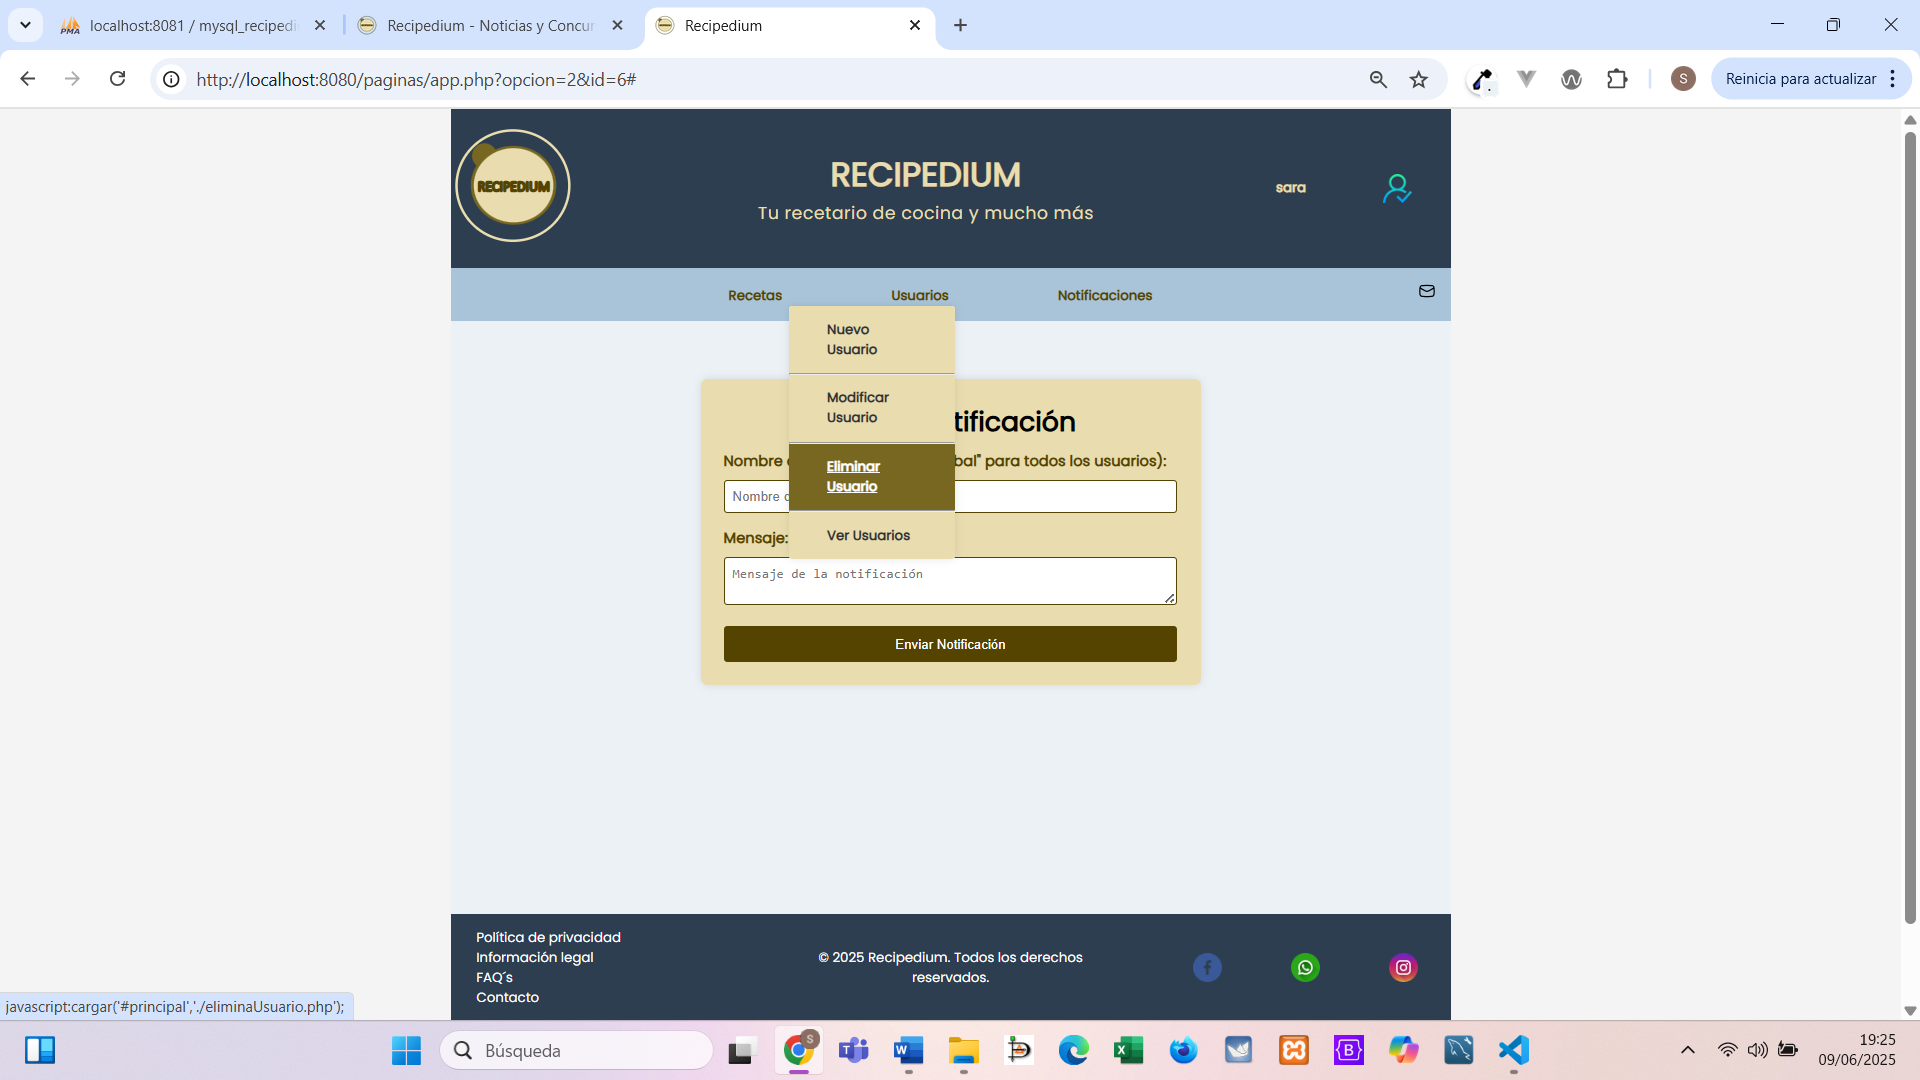 localhost:8081 / mysql_recipedi
Recipedium - Noticias y Concur
Recipedium
http://localhost:8080/paginas/app.php?opcion=2&id=6#
S
Reinicia para actualizar
RECIPEDIUM
RECIPEDIUM
Tu recetario de cocina y mucho más
sara
Recetas
Usuarios
Notificaciones
Nuevo
Usuario
Modificar
Usuario
Eliminar
Usuario
Ver Usuarios
tificación
Nombre
bal" para todos los usuarios):
Nombre
Mensaje:
Mensaje de la notificación
Enviar Notificación
Política de privacidad
Información legal
FAQ´s
Contacto
© 2025 Recipedium. Todos los derechos
reservados.
javascript:cargar('#principal','./eliminaUsuario.php');
Búsqueda
19:25
09/06/2025